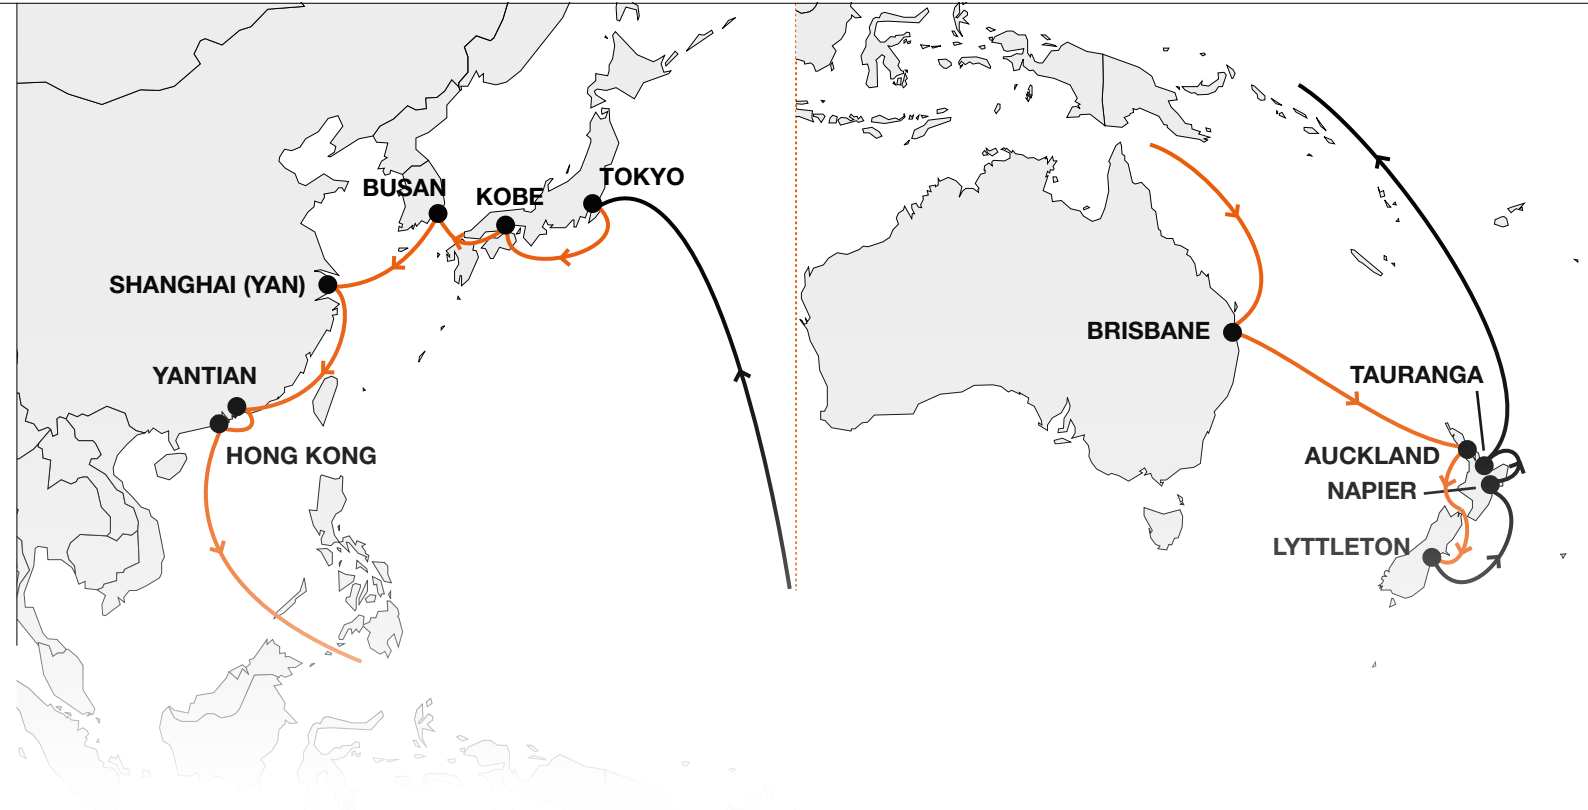 BUSAN
KOBE
TOKYO
SHANGHAI (YAN)
YANTIAN
HONG KONG
BRISBANE
TAURANGA
AUCKLAND
NAPIER
LYTTLETON